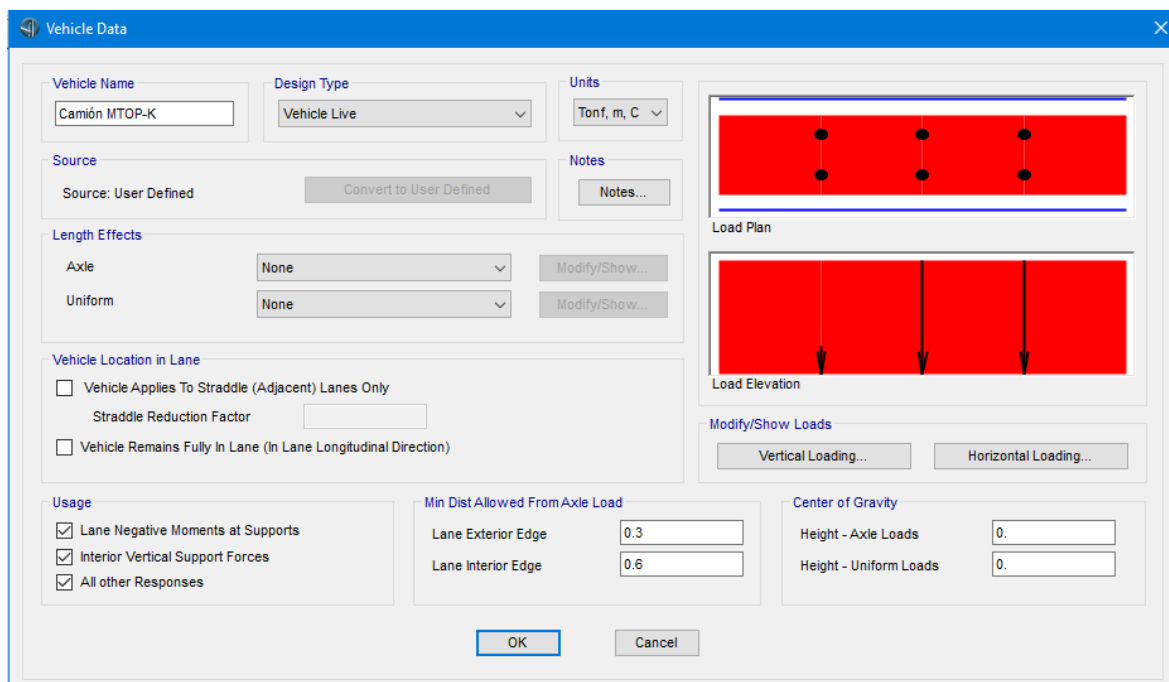 Vehicle Data
Vehicle Name
Camión MTOP-K
Design Type
Vehicle Live
Units
Tonf, m, C
Source
Source: User Defined
Convert to User Defined
Notes
Notes...
Load Plan
Length Effects
Axle
None
Modify/Show...
Uniform
None
Modify/Show...
Load Elevation
Vehicle Location in Lane
Vehicle Applies To Straddle (Adjacent) Lanes Only
Straddle Reduction Factor
Vehicle Remains Fully In Lane (In Lane Longitudinal Direction)
Modify/Show Loads
Vertical Loading...
Horizontal Loading...
Usage
Lane Negative Moments at Supports
Interior Vertical Support Forces
All other Responses
Min Dist Allowed From Axle Load
Lane Exterior Edge
0.3
Lane Interior Edge
0.6
Center of Gravity
Height - Axle Loads
0.
Height - Uniform Loads
0.
OK
Cancel